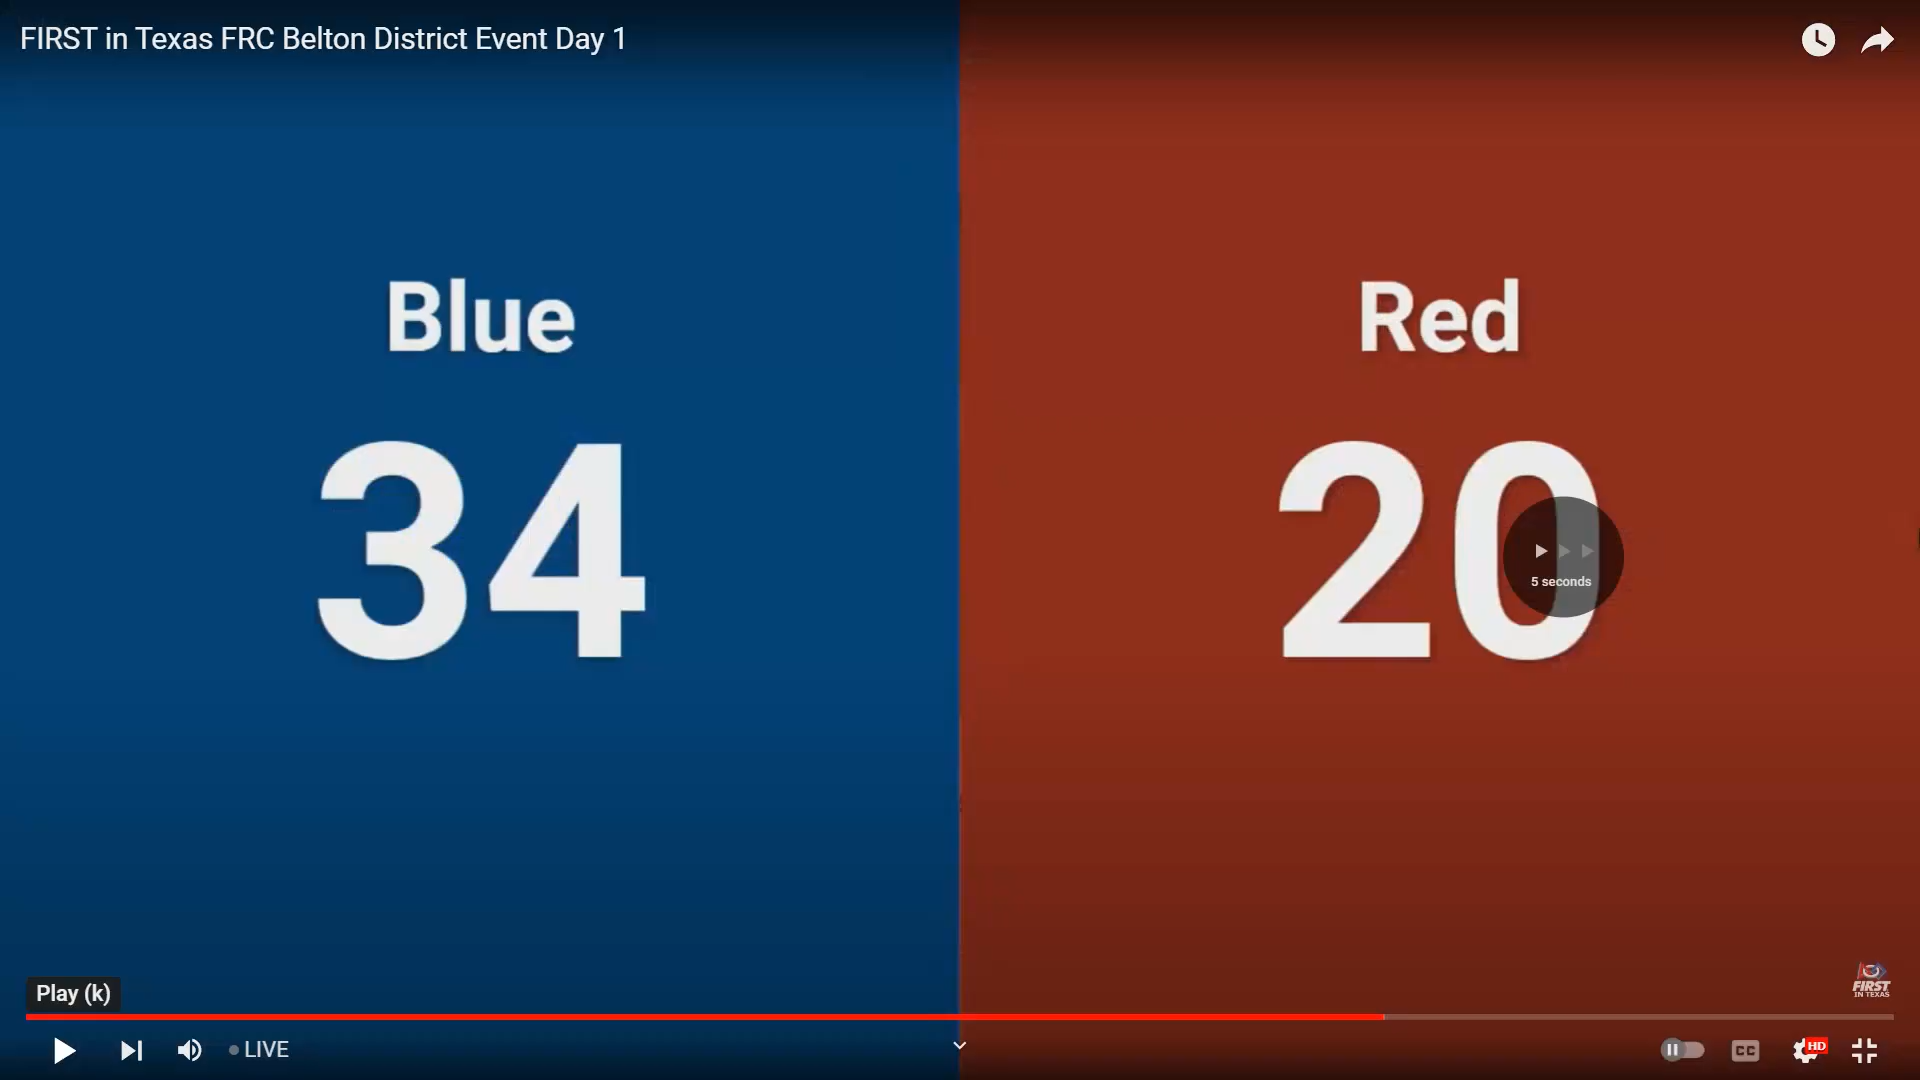 FIRST in Texas FRC Belton District Event Day 1
Blue
Red
34
20
5 seconds
FIRST
IN TEXAS
Play (k)
LIVE
CC
HD